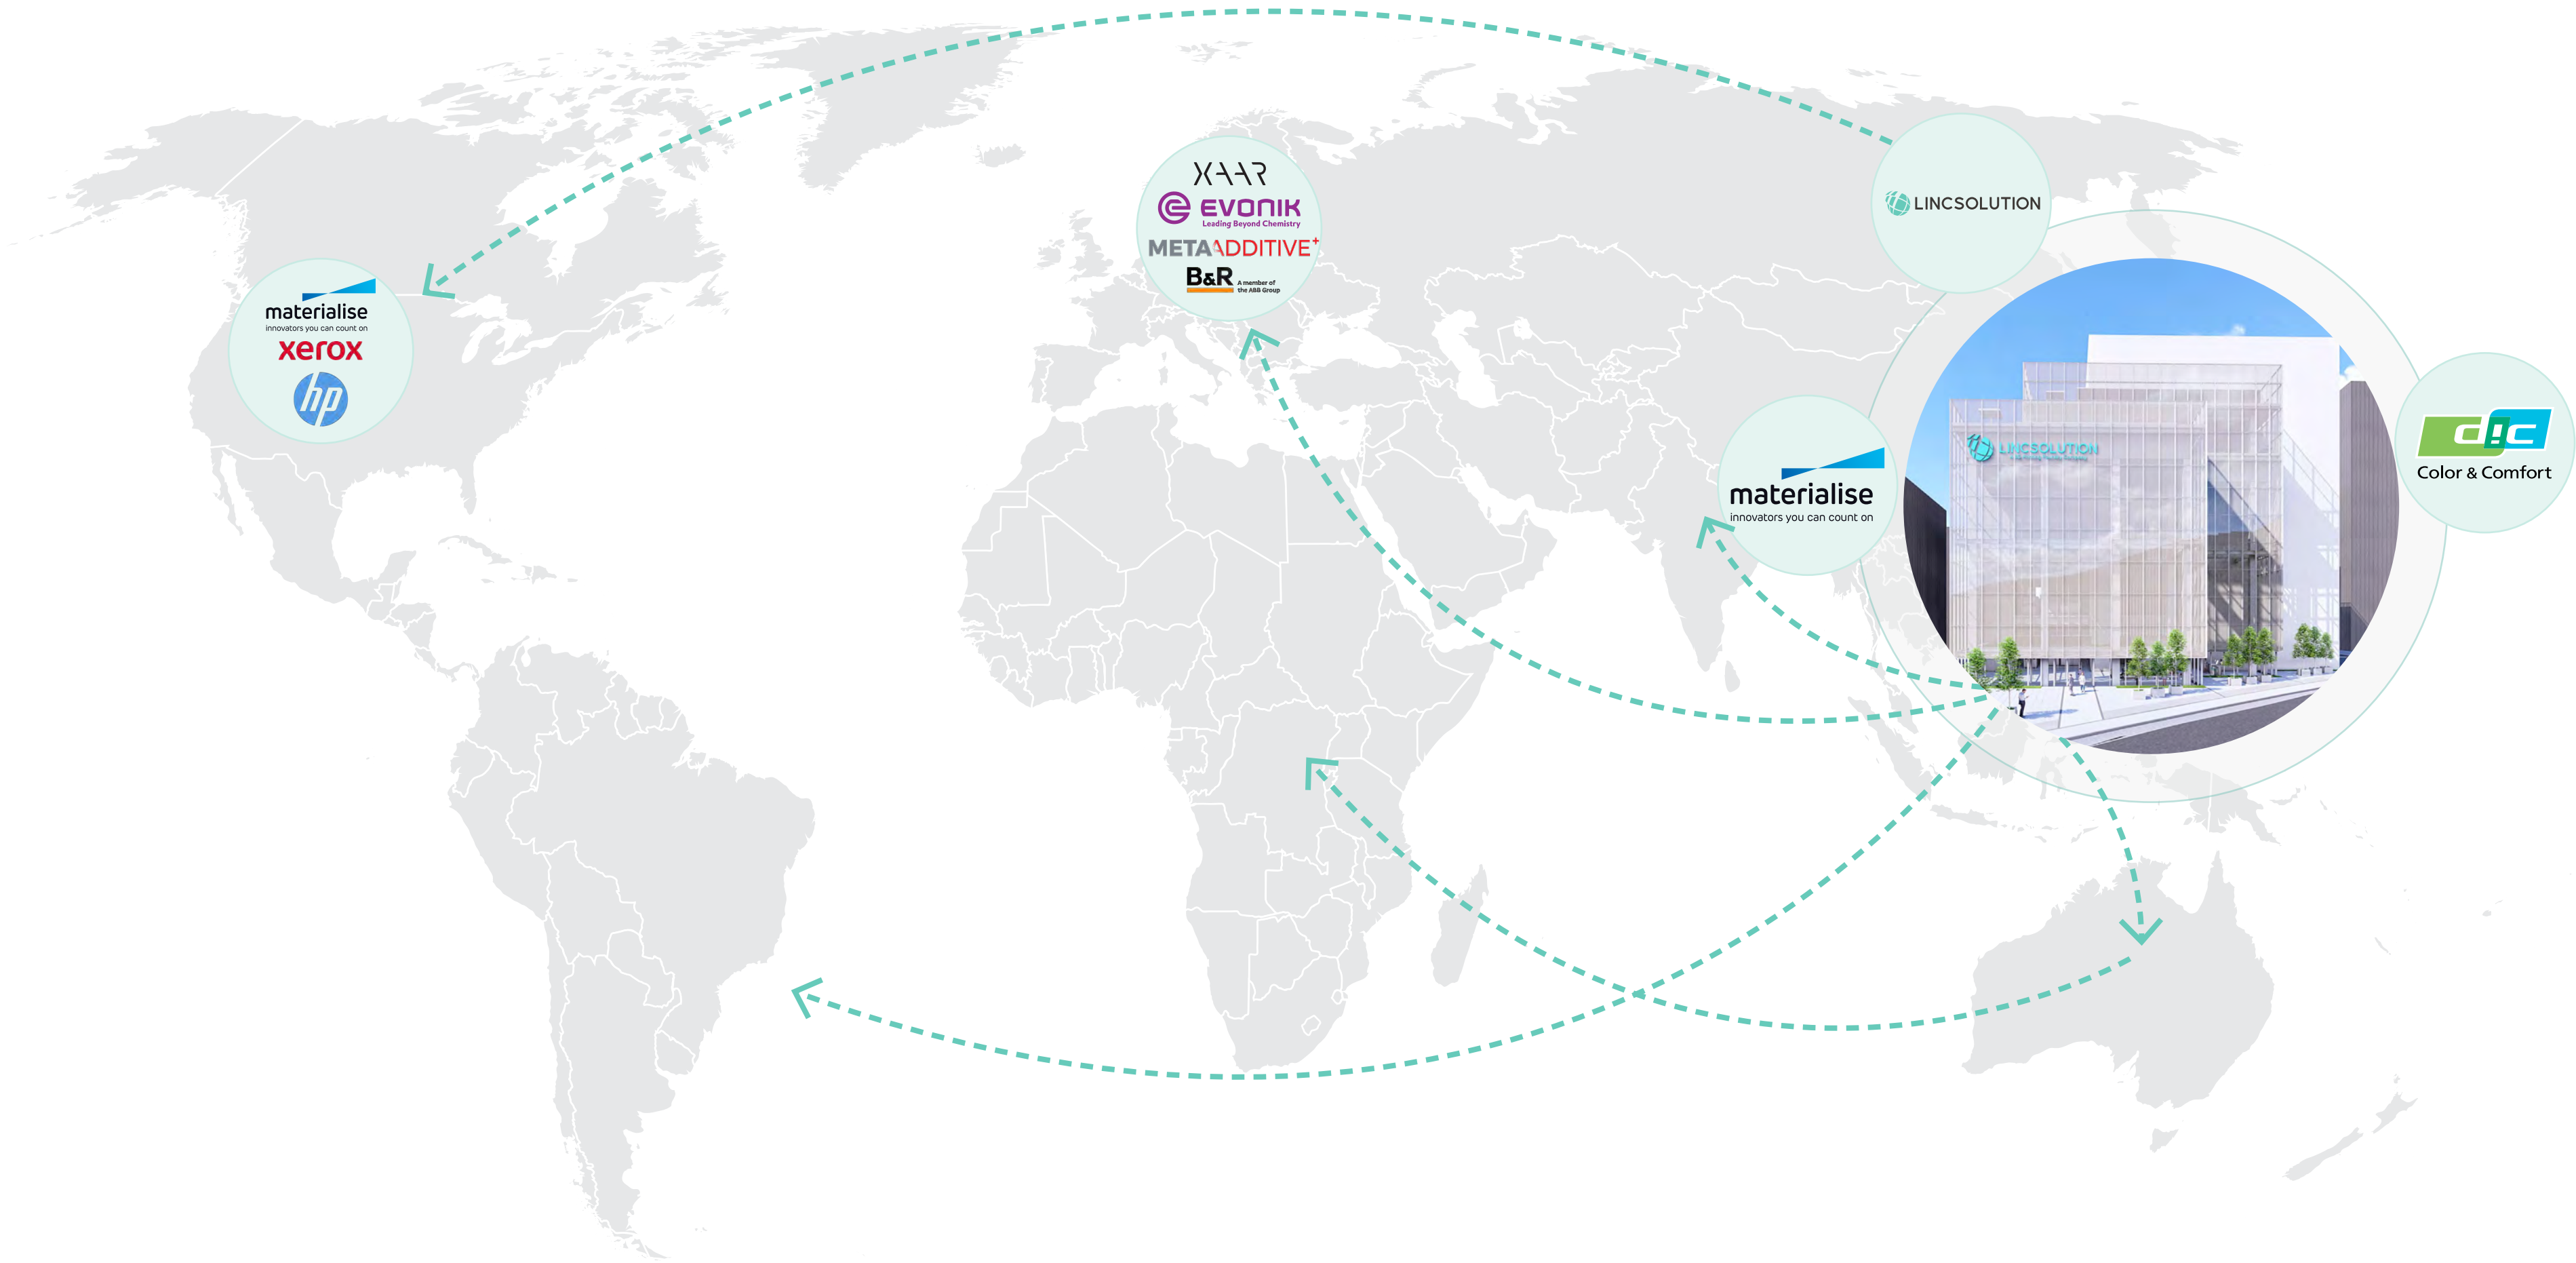 XAAR
EVONIK
Leading Beyond Chemistry
METAADDITIVE+
B&R A member of
the ABB Group
LINCSOLUTION
materialise
innovators you can count on
xerox
hp
materialise
innovators you can count on
LINCSOLUTION
dic
Color & Comfort